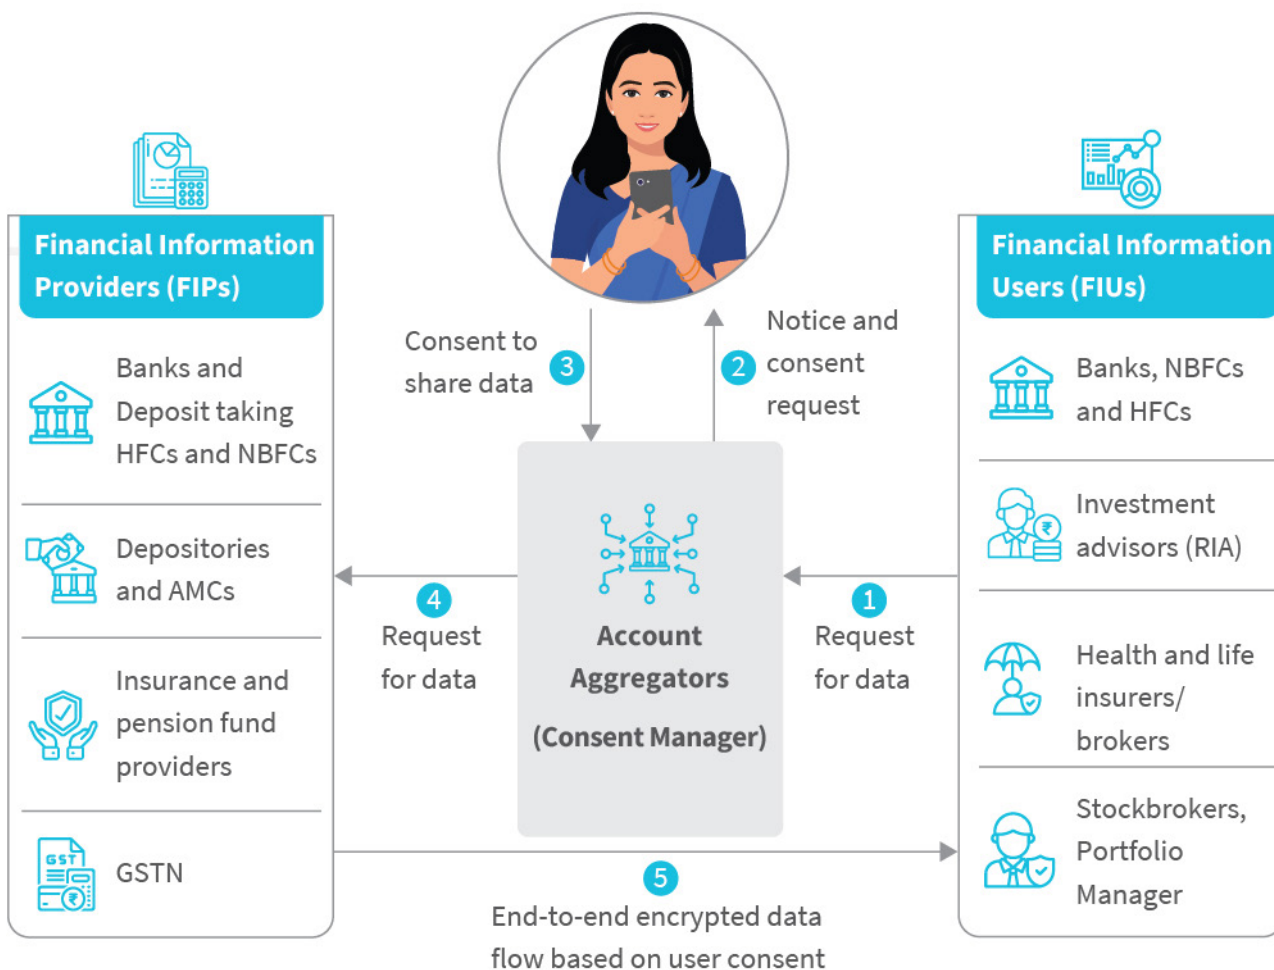 Financial Information
Providers (FIPs)
Banks and
Deposit taking
HFCs and NBFCs
Depositories
and AMCs
Insurance and
pension fund
providers
GST
₹
GSTN
Consent to
share data
3
2
Notice and
consent
request
4
Request
for data
Account
Aggregators
(Consent Manager)
1
Request
for data
5
End-to-end encrypted data
flow based on user consent
Financial Information
Users (FIUs)
Banks, NBFCs
and HFCs
₹
Investment
advisors (RIA)
Health and life
insurers/
brokers
Stockbrokers,
Portfolio
Manager